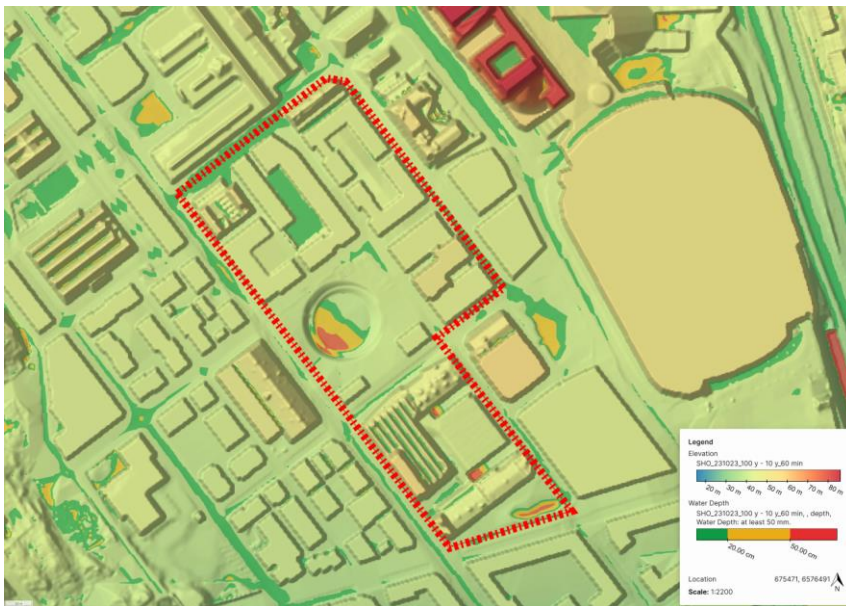 Legend
Elevation
SHO_231023_100 y - 10 y_60 min
20 m 30 m 40 m 50 m 60 m 70 m 80 m
Water Depth
SHO_231023_100 y - 10 y_60 min, , depth,
Water Depth: at least 50 mm.
20.00 cm 50.00 cm
Location 675471, 6576491
Scale: 1:2200 N